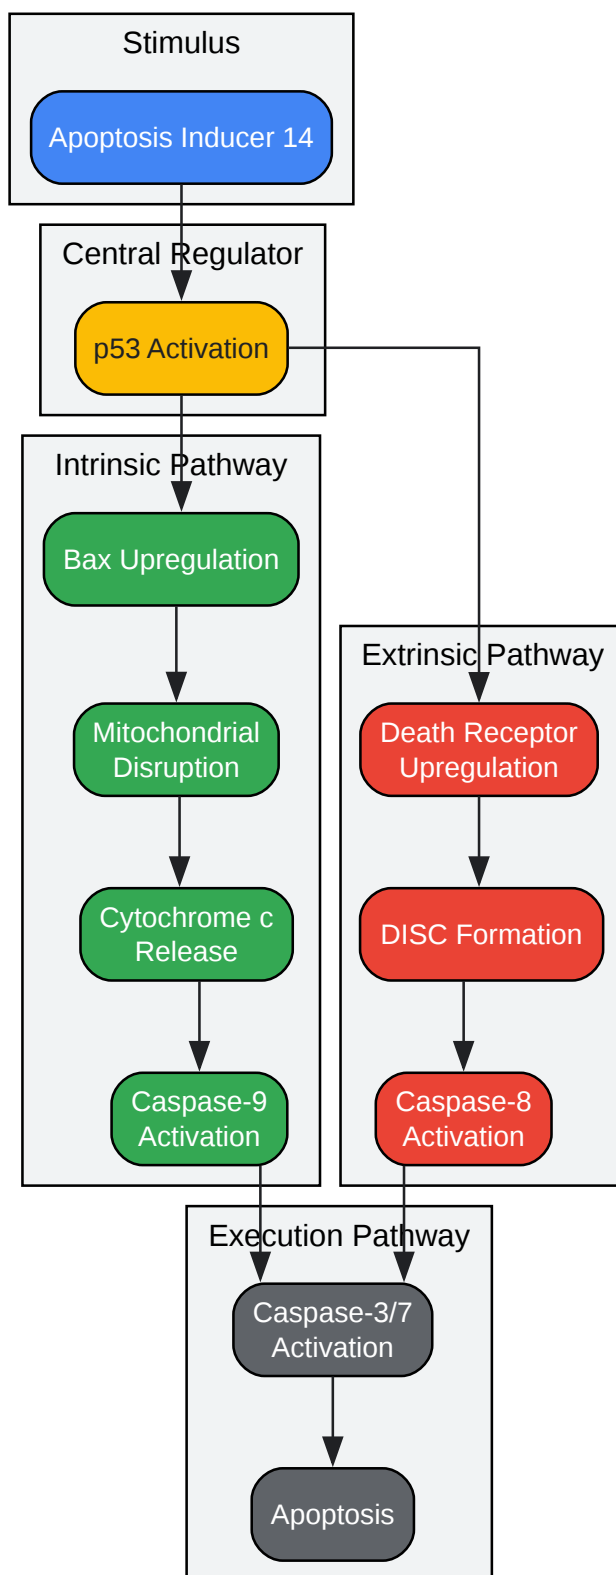 Stimulus
Apoptosis Inducer 14
Central Regulator
p53 Activation
Intrinsic Pathway
Bax Upregulation
Mitochondrial
Disruption
Cytochrome c
Release
Caspase-9
Activation
Extrinsic Pathway
Death Receptor
Upregulation
DISC Formation
Caspase-8
Activation
Execution Pathway
Caspase-3/7
Activation
Apoptosis